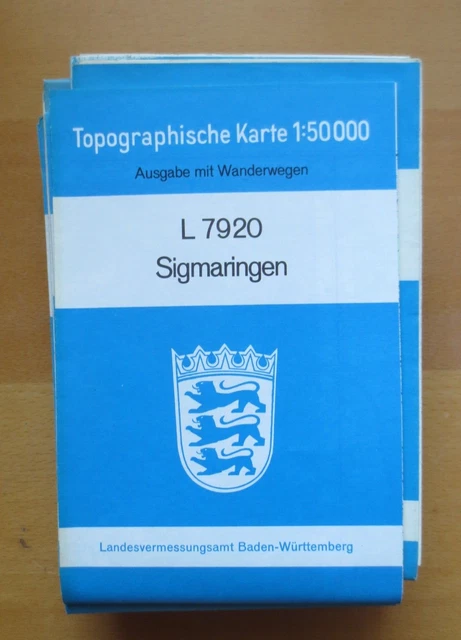 Topographische Karte 1:50 000
Ausgabe mit Wanderwegen
L 7920
Sigmaringen
Landesvermessungsamt Baden-Württemberg